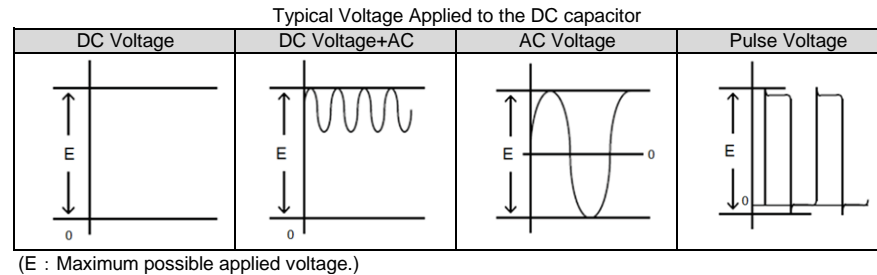 Typical Voltage Applied to the DC capacitor
DC Voltage DC Voltage+AC AC Voltage Pulse Voltage
E E E E
0 0 0 0
(E：Maximum possible applied voltage.)